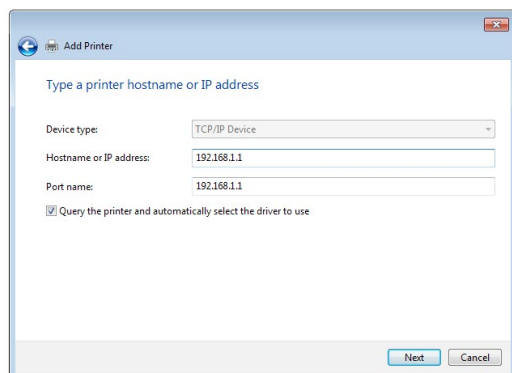 Add Printer
Type a printer hostname or IP address
Device type: TCP/IP Device
Hostname or IP address: 192.168.1.1
Port name: 192.168.1.1
Query the printer and automatically select the driver to use
Next Cancel